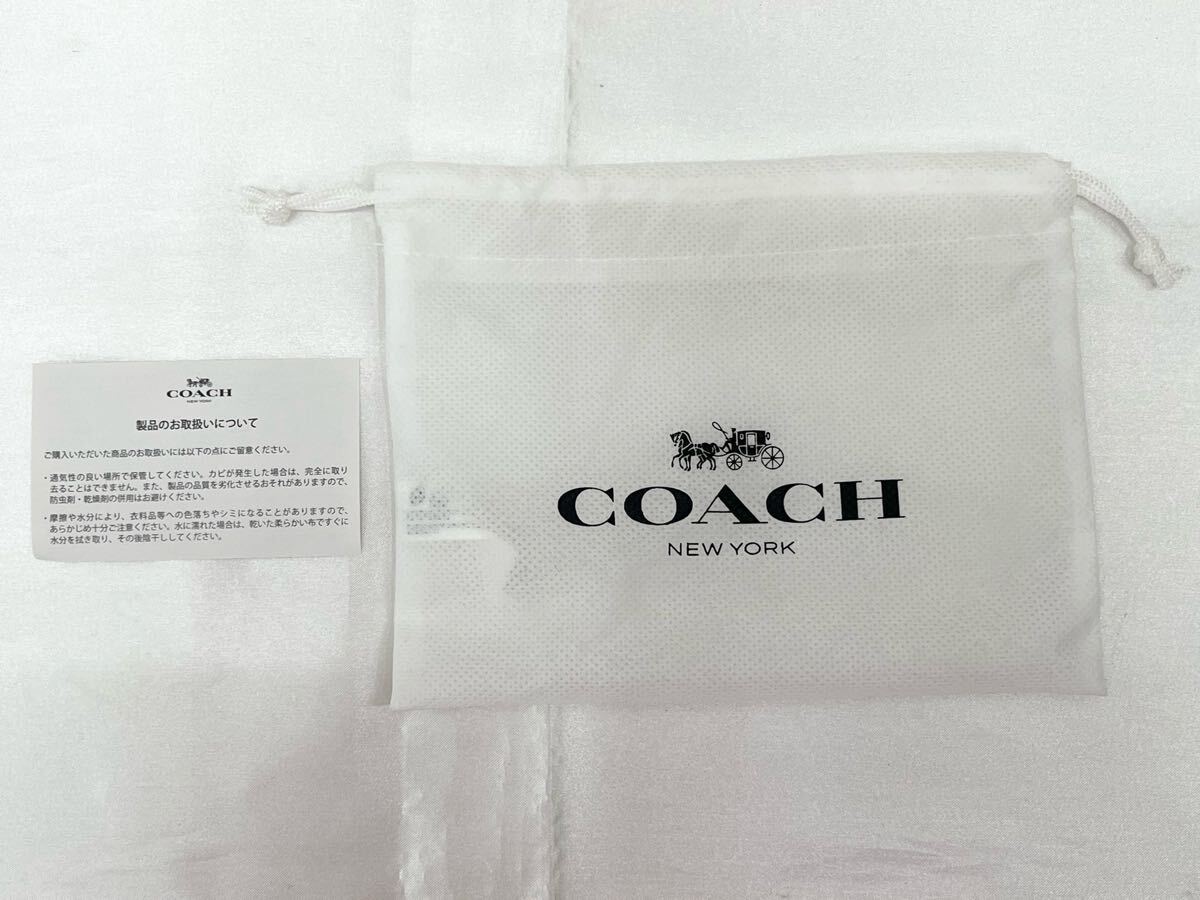 COACH
NEW YORK
製品のお取扱いについて
ご購入いただいた商品のお取扱いには以下の点にご留意ください。
・通気性の良い場所で保管してください。カビが発生した場合は、完全に取り
去ることはできません。また、製品の品質を劣化させるおそれがありますので、
防虫剤・乾燥剤の併用はお避けください。
・摩擦や水分により、衣料品等への色落ちやシミになることがありますので、
あらかじめ十分ご注意ください。水に濡れた場合は、乾いた柔らかい布ですぐに
水分を拭き取り、その後陰干ししてください。
COACH
NEW YORK